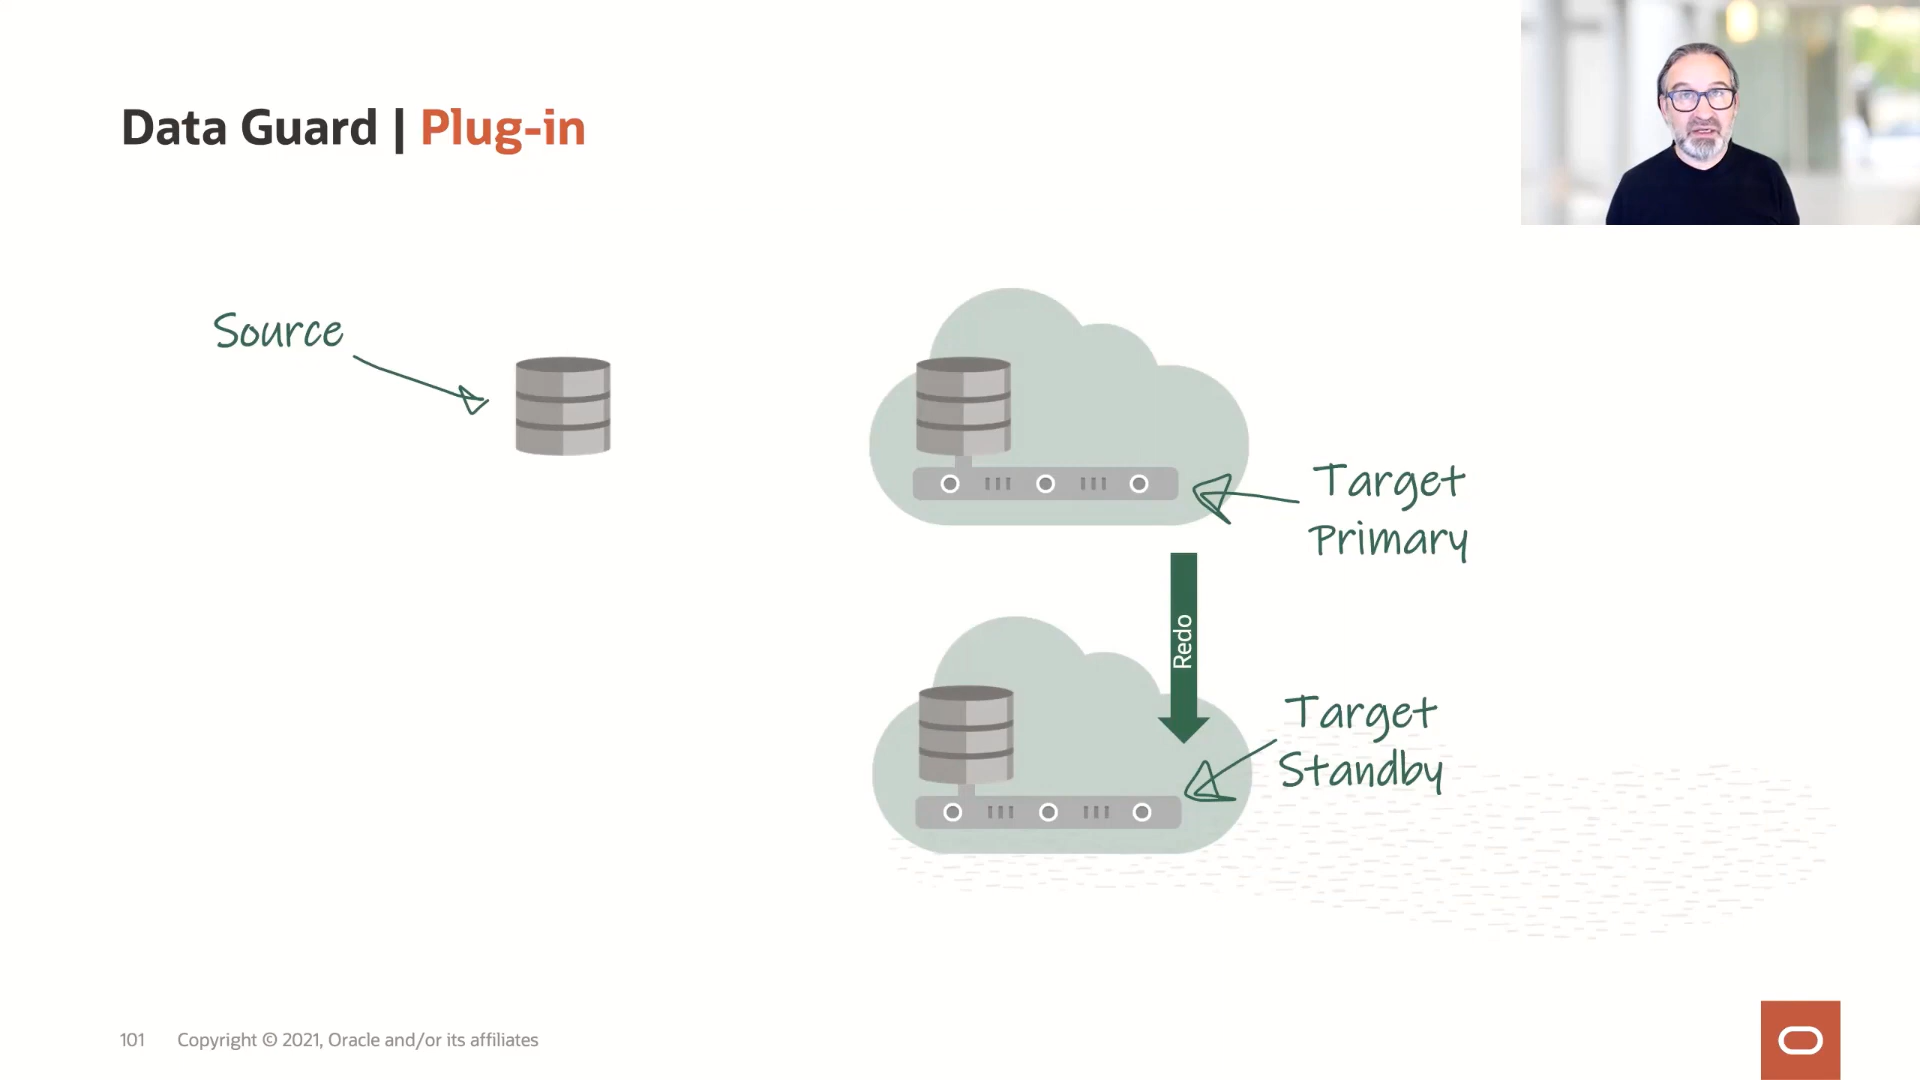 Data Guard | Plug-in
Source
Target
Primary
Redo
Target
Standby
101 Copyright © 2021, Oracle and/or its affiliates